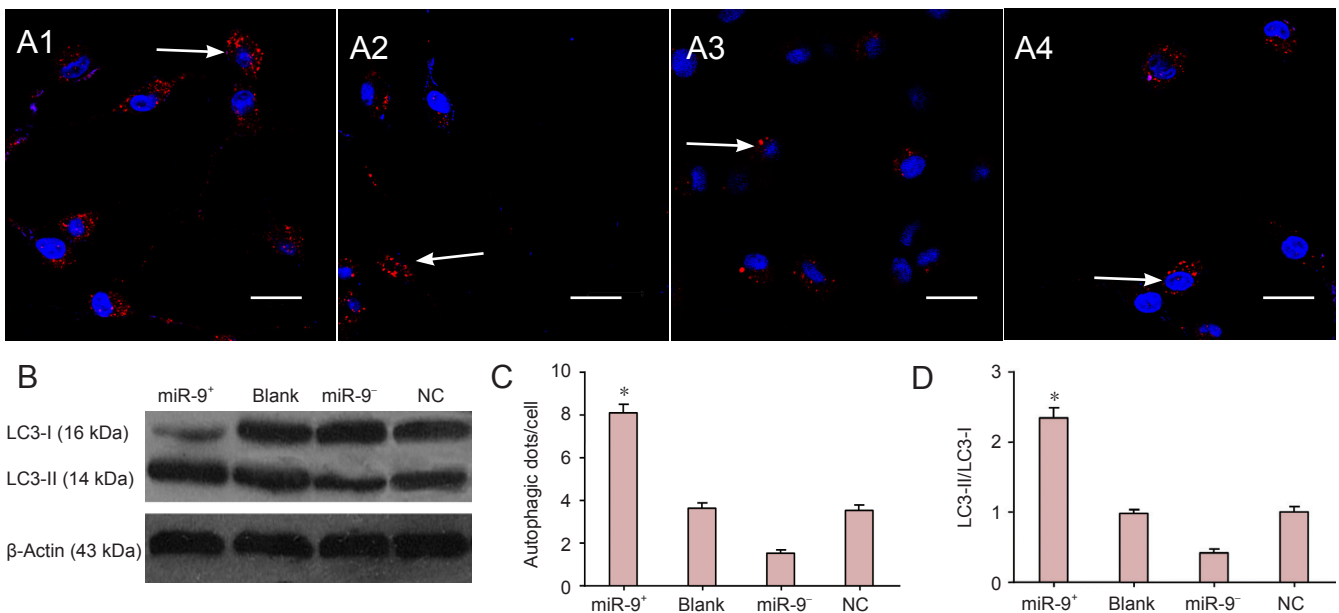 A1
A2
A3
A4
B
miR-9⁺ Blank miR-9⁻ NC
LC3-I (16 kDa)
LC3-II (14 kDa)
β-Actin (43 kDa)
C
Autophagic dots/cell
10
8
6
4
2
0
*
miR-9⁺ Blank miR-9⁻ NC
D
LC3-II/LC3-I
3
2
1
0
*
miR-9⁺ Blank miR-9⁻ NC